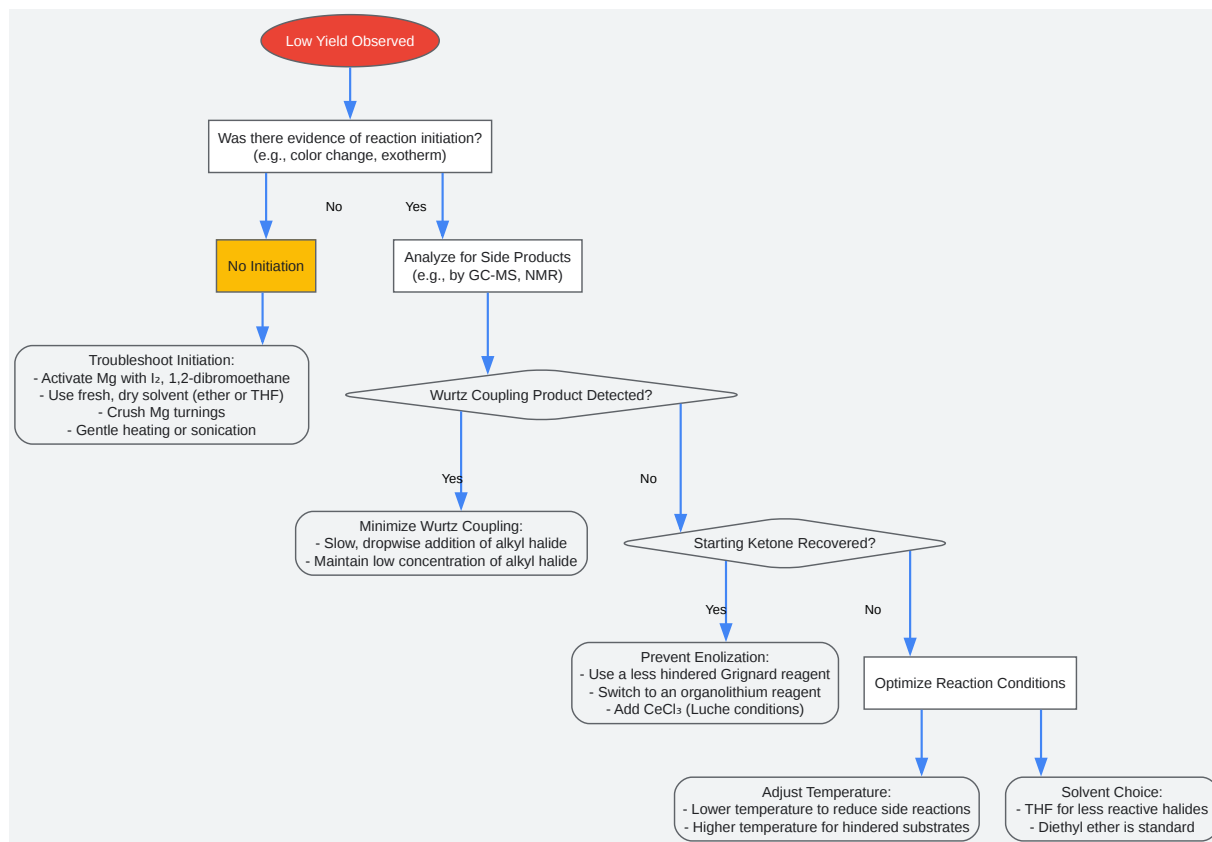 Low Yield Observed
Was there evidence of reaction initiation?
(e.g., color change, exotherm)
No
Yes
No Initiation
Analyze for Side Products
(e.g., by GC-MS, NMR)
Troubleshoot Initiation:
- Activate Mg with I₂, 1,2-dibromoethane
- Use fresh, dry solvent (ether or THF)
- Crush Mg turnings
- Gentle heating or sonication
Wurtz Coupling Product Detected?
Yes
No
Minimize Wurtz Coupling:
- Slow, dropwise addition of alkyl halide
- Maintain low concentration of alkyl halide
Starting Ketone Recovered?
Yes
No
Prevent Enolization:
- Use a less hindered Grignard reagent
- Switch to an organolithium reagent
- Add CeCl₃ (Luche conditions)
Optimize Reaction Conditions
Adjust Temperature:
- Lower temperature to reduce side reactions
- Higher temperature for hindered substrates
Solvent Choice:
- THF for less reactive halides
- Diethyl ether is standard